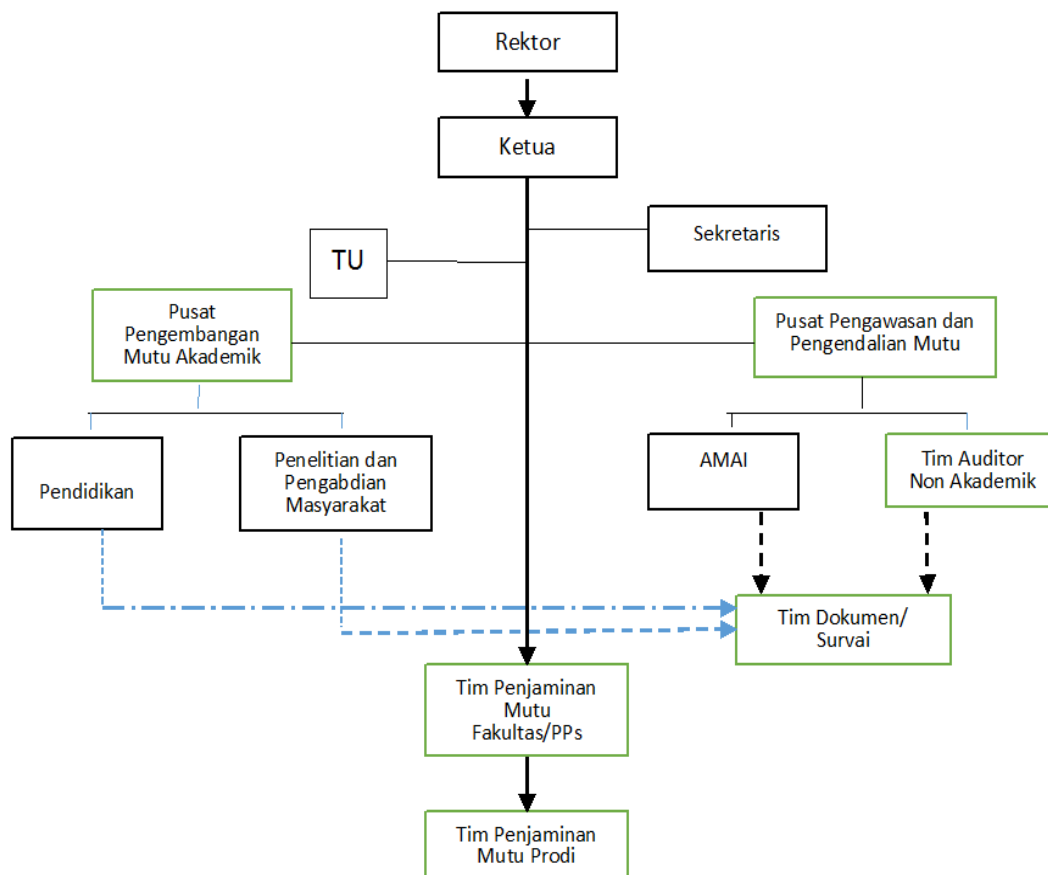 Rektor
Ketua
Sekretaris
TU
Pusat
Pengembangan
Mutu Akademik
Pusat Pengawasan dan
Pengendalian Mutu
Pendidikan
Penelitian dan
Pengabdian
Masyarakat
AMAI
Tim Auditor
Non Akademik
Tim Dokumen/
Survai
Tim Penjaminan
Mutu
Fakultas/PPs
Tim Penjaminan
Mutu Prodi